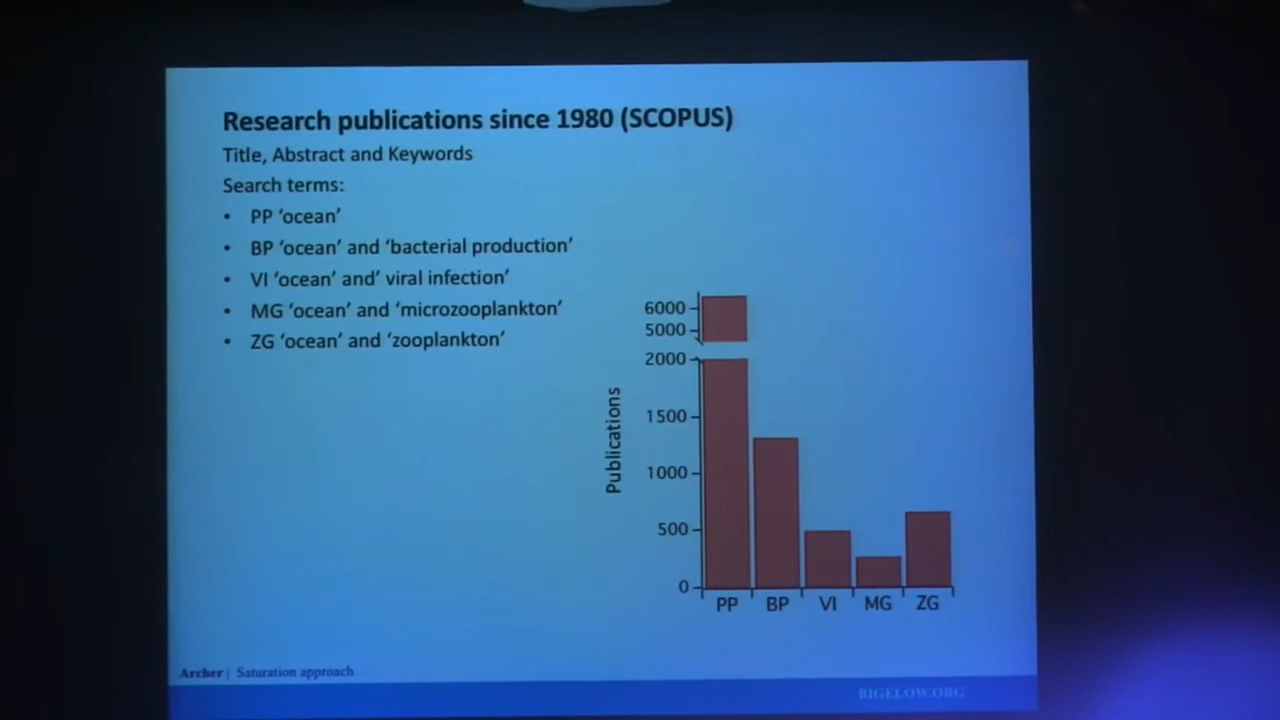 Research publications since 1980 (SCOPUS)
Title, Abstract and Keywords
Search terms:
• PP ‘ocean’
• BP ‘ocean’ and ‘bacterial production’
• VI ‘ocean’ and’ viral infection’
• MG ‘ocean’ and ‘microzooplankton’
• ZG ‘ocean’ and ‘zooplankton’
Publications
6000
5000
2000
1500
1000
500
0
PP BP VI MG ZG
Archer | Saturation approach
BIGELOW.ORG